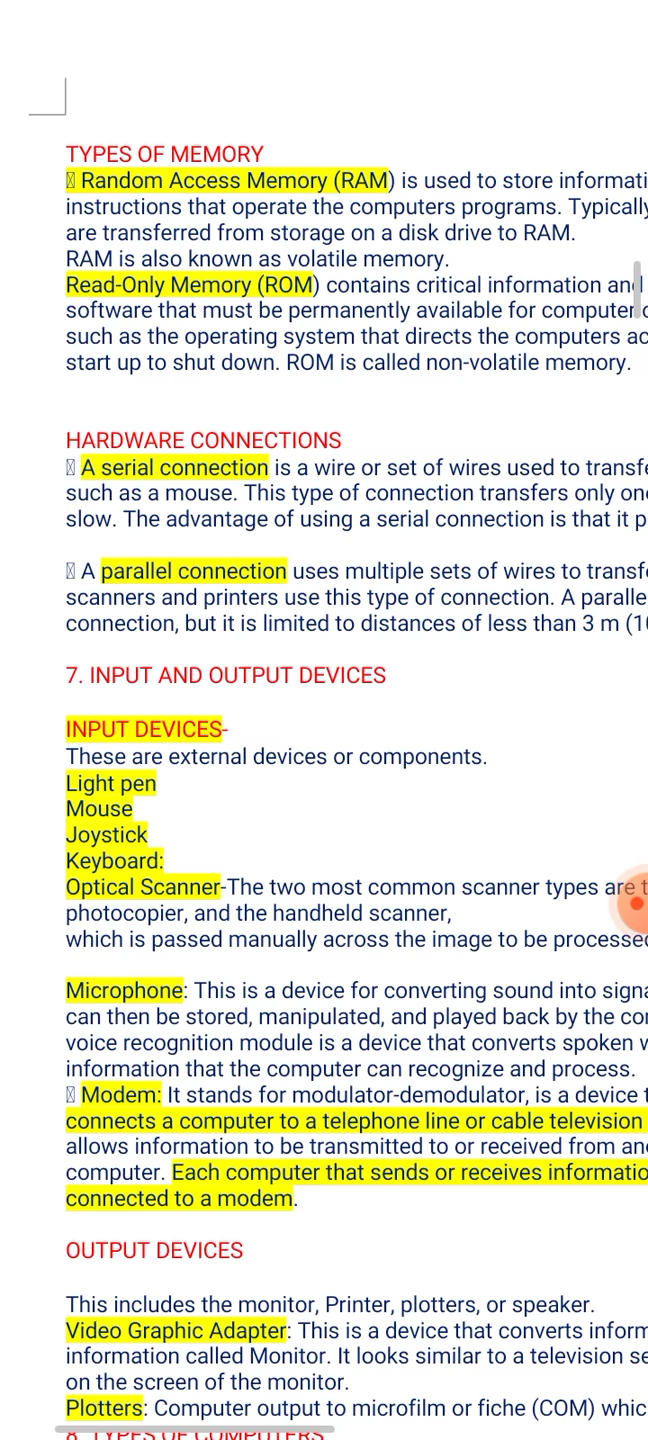 TYPES OF MEMORY
Random Access Memory (RAM) is used to store informati
instructions that operate the computers programs. Typically
are transferred from storage on a disk drive to RAM.
RAM is also known as volatile memory.
Read-Only Memory (ROM) contains critical information and
software that must be permanently available for computer
such as the operating system that directs the computers ac
start up to shut down. ROM is called non-volatile memory.
HARDWARE CONNECTIONS
A serial connection is a wire or set of wires used to transfe
such as a mouse. This type of connection transfers only one
slow. The advantage of using a serial connection is that it p
A parallel connection uses multiple sets of wires to transfe
scanners and printers use this type of connection. A paralle
connection, but it is limited to distances of less than 3 m (10
7. INPUT AND OUTPUT DEVICES
INPUT DEVICES-
These are external devices or components.
Light pen
Mouse
Joystick
Keyboard:
Optical Scanner-The two most common scanner types are t
photocopier, and the handheld scanner,
which is passed manually across the image to be processed
Microphone: This is a device for converting sound into signa
can then be stored, manipulated, and played back by the co
voice recognition module is a device that converts spoken w
information that the computer can recognize and process.
Modem: It stands for modulator-demodulator, is a device t
connects a computer to a telephone line or cable television
allows information to be transmitted to or received from an
computer. Each computer that sends or receives informatio
connected to a modem.
OUTPUT DEVICES
This includes the monitor, Printer, plotters, or speaker.
Video Graphic Adapter: This is a device that converts inform
information called Monitor. It looks similar to a television se
on the screen of the monitor.
Plotters: Computer output to microfilm or fiche (COM) whic
8. TYPES OF COMPUTERS